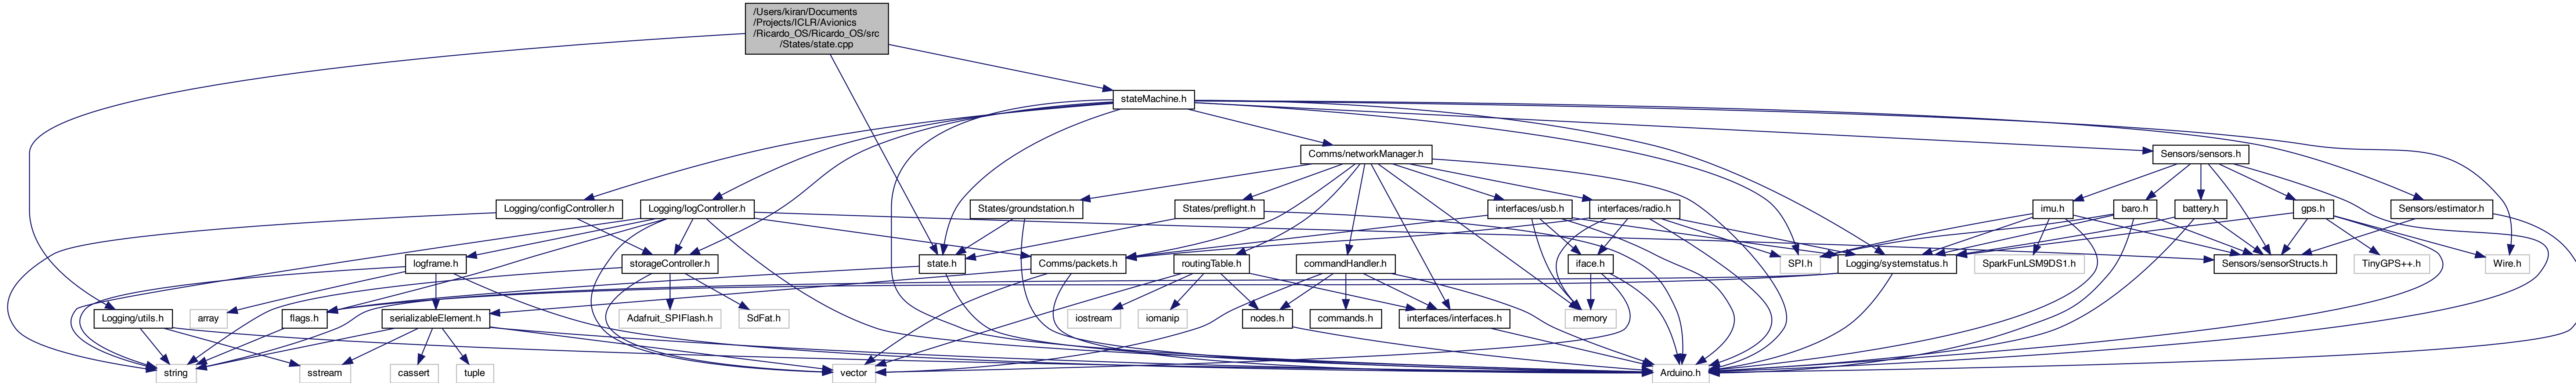 /Users/kiran/Documents
/Projects/ICLR/Avionics
/Ricardo_OS/Ricardo_OS/src
/States/state.cpp
stateMachine.h
Comms/networkManager.h
Sensors/sensors.h
Logging/configController.h
Logging/logController.h
States/groundstation.h
States/preflight.h
interfaces/usb.h
interfaces/radio.h
imu.h
baro.h
battery.h
gps.h
Sensors/estimator.h
logframe.h
storageController.h
state.h
Comms/packets.h
routingTable.h
commandHandler.h
iface.h
SPI.h
Logging/systemstatus.h
SparkFunLSM9DS1.h
Sensors/sensorStructs.h
TinyGPS++.h
Wire.h
Logging/utils.h
array
flags.h
serializableElement.h
Adafruit_SPIFlash.h
SdFat.h
iostream
iomanip
nodes.h
commands.h
interfaces/interfaces.h
memory
string
sstream
cassert
tuple
vector
Arduino.h